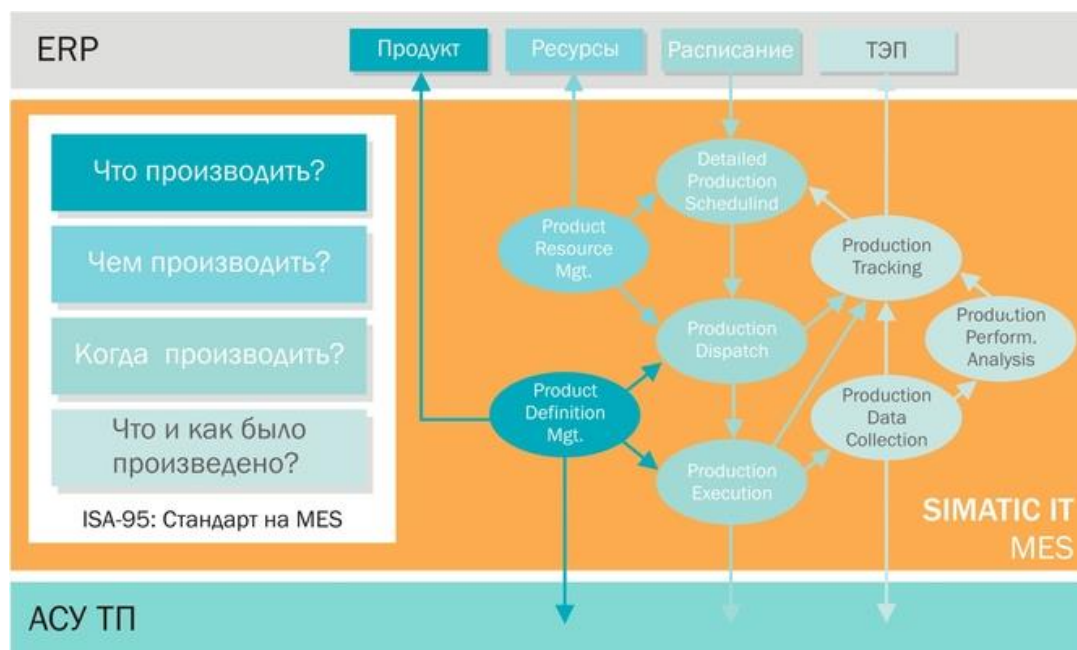 ERP
Продукт
Ресурсы
Расписание
ТЭП
Что производить?
Чем производить?
Когда производить?
Что и как было
произведено?
ISA-95: Стандарт на MES
Detailed
Production
Schedulind
Product
Resource
Mgt.
Production
Tracking
Production
Dispatch
Production
Perform.
Analysis
Product
Definition
Mgt.
Production
Data
Collection
Production
Execution
SIMATIC IT
MES
АСУ ТП